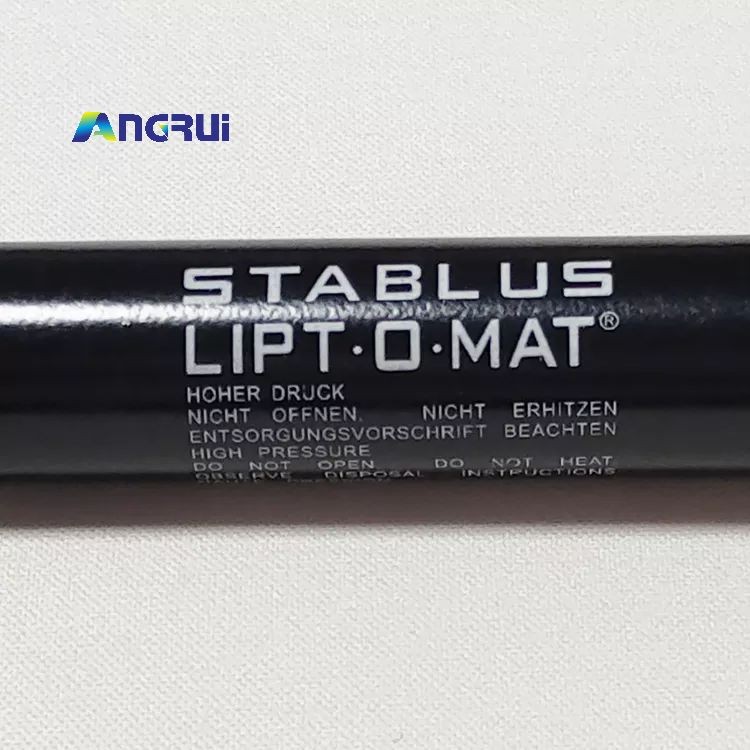 ANGRUI
STABLUS
LIPT·O·MAT®
HOHER DRUCK
NICHT OFFNEN. NICHT ERHITZEN
ENTSORGUNGSVORSCHRIFT BEACHTEN
HIGH PRESSURE
DO NOT OPEN DO NOT HEAT
OBSERVE DISPOSAL INSTRUCTIONS